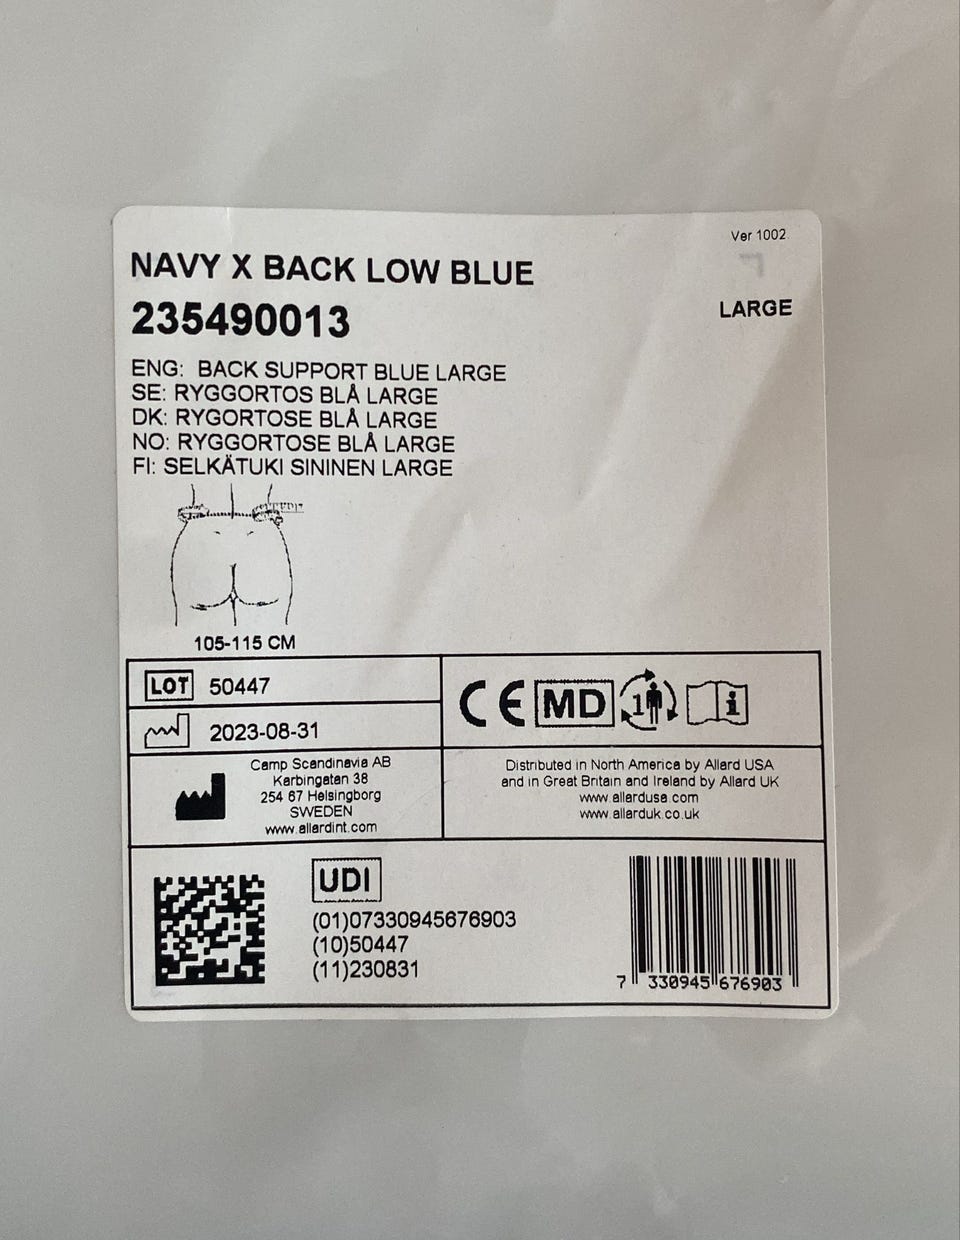 Ver 1002
NAVY X BACK LOW BLUE
235490013
LARGE
ENG: BACK SUPPORT BLUE LARGE
SE: RYGGORTOS BLÅ LARGE
DK: RYGORTOSE BLÅ LARGE
NO: RYGGORTOSE BLÅ LARGE
FI: SELKÄTUKI SININEN LARGE
105-115 CM
LOT 50447
CE MD 1 i
2023-08-31
Camp Scandinavia AB
Karbingatan 38
254 67 Helsingborg
SWEDEN
www.allardint.com
Distributed in North America by Allard USA
and in Great Britain and Ireland by Allard UK
www.allardusa.com
www.allarduk.co.uk
UDI
(01)07330945676903
(10)50447
(11)230831
7 330945 676903